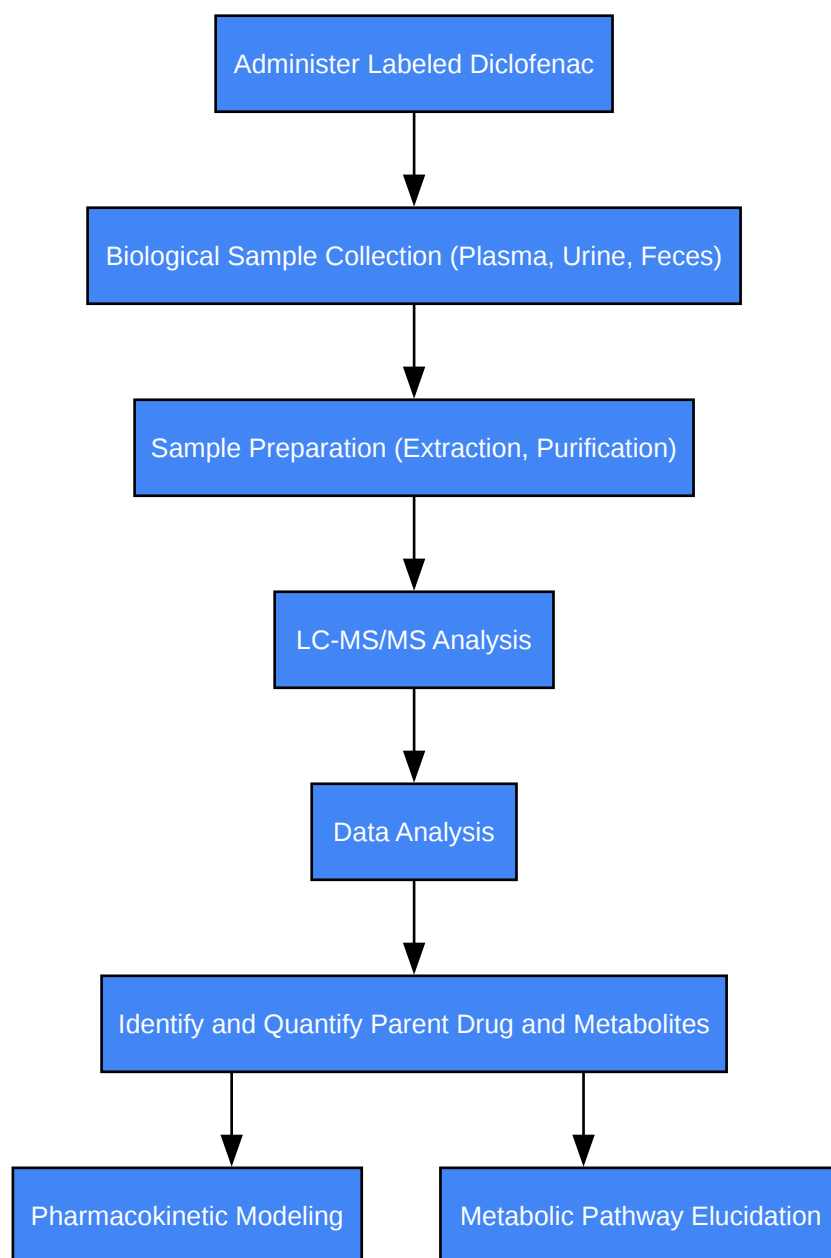 Administer Labeled Diclofenac
Biological Sample Collection (Plasma, Urine, Feces)
Sample Preparation (Extraction, Purification)
LC-MS/MS Analysis
Data Analysis
Identify and Quantify Parent Drug and Metabolites
Pharmacokinetic Modeling
Metabolic Pathway Elucidation